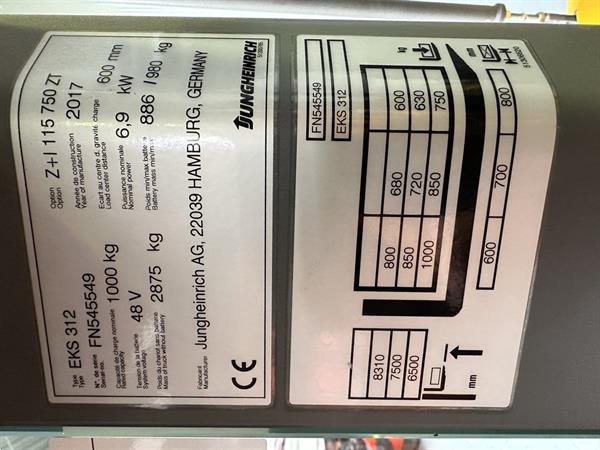 Type
Type
EKS 312
Option
Option
Z+I 115 750 ZT
N°. de série
Serial-no.
FN545549
Année de construction
Year of manufacture
2017
Capacité de charge nominale
Rated capacity
1000 kg
Ecart au centre d. gravité charge
Load center distance
600 mm
Tension de la batterie
System voltage
48 V
Puissance nominale
Nominal power
6,9 kW
Poids du chariot sans batterie
Mass of truck without battery
2875 kg
Poids min/max batterie
Battery mass min/max
886 / 980 kg
Fabricant
Manufacturer
Jungheinrich AG, 22039 HAMBURG, GERMANY
CE
JUNGHEINRICH
FN545549
EKS 312
kg
8310 800 680 600
7500 850 720 630
6500 1000 850 750
mm
mm
600 700 800